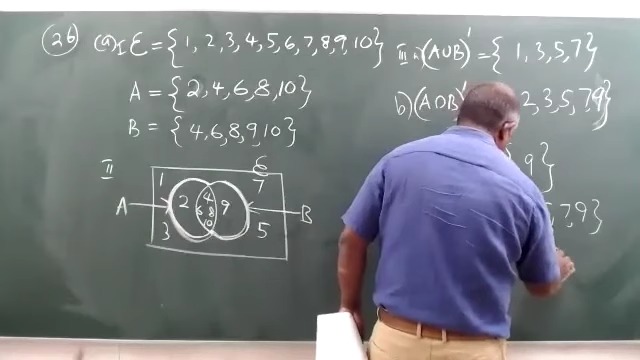 26 (a) I ℰ = {1, 2, 3, 4, 5, 6, 7, 8, 9, 10}
A = {2, 4, 6, 8, 10}
B = {4, 6, 8, 9, 10}
II
ℰ
1 7
A 2 4 6 8 10 9 B
3 5
III a) (A∪B)' = {1, 3, 5, 7}
b) (A∩B)' 2, 3, 5, 7, 9}
9}
7, 9}